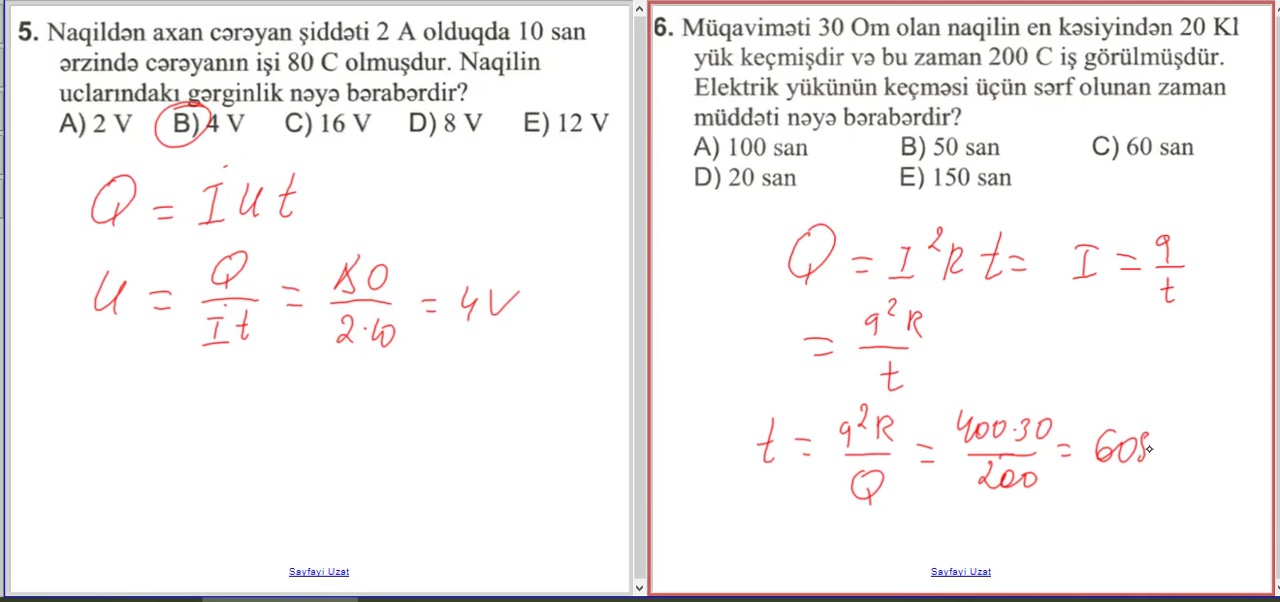 5. Naqildən axan cərəyan şiddəti 2 A olduqda 10 san
ərzində cərəyanın işi 80 C olmuşdur. Naqilin
uclarındakı gərginlik nəyə bərabərdir?
A) 2 V B) 4 V C) 16 V D) 8 V E) 12 V
Q = I u t
u = Q / I t = 80 / 2·10 = 4V
Sayfayi Uzat
6. Müqaviməti 30 Om olan naqilin en kəsiyindən 20 Kl
yük keçmişdir və bu zaman 200 C iş görülmüşdür.
Elektrik yükünün keçməsi üçün sərf olunan zaman
müddəti nəyə bərabərdir?
A) 100 san B) 50 san C) 60 san
D) 20 san E) 150 san
Q = I²R t = I = q / t
= q²R / t
t = q²R / Q = 400·30 / 200 = 60s
Sayfayi Uzat